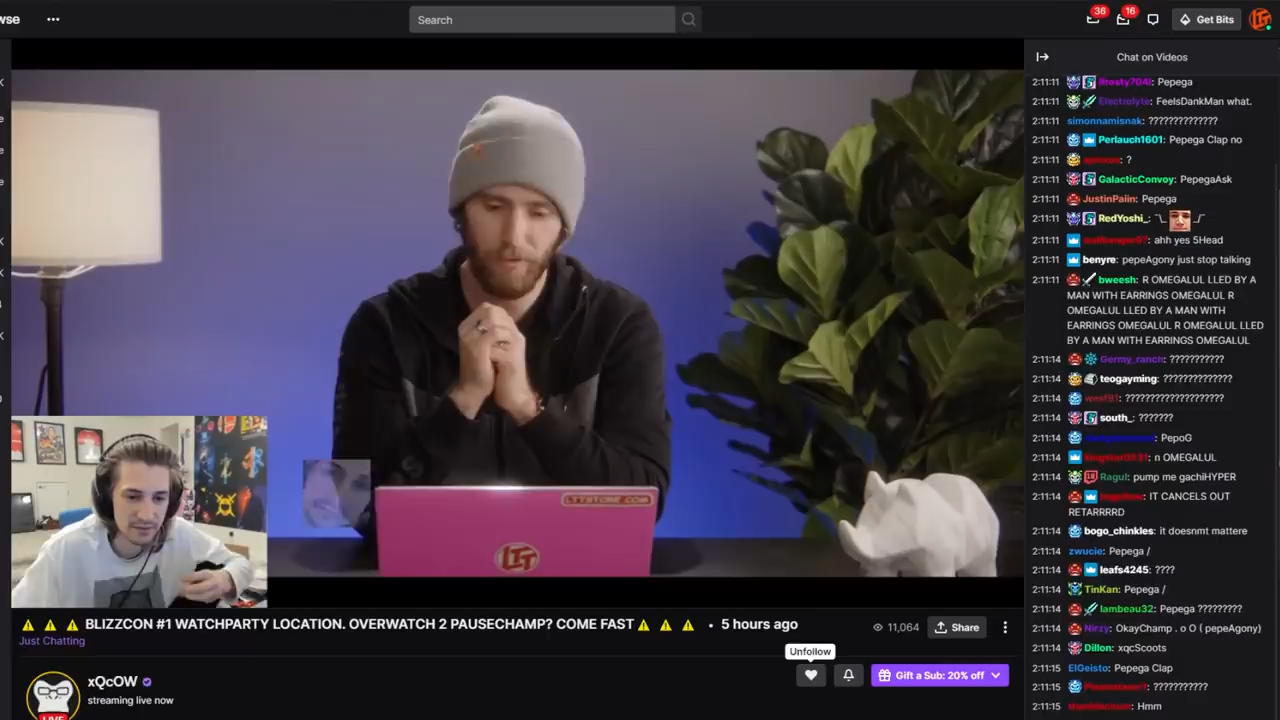 wse
Search
36
16
Get Bits
LTT
Chat on Videos
2:11:11 frosty704l: Pepega
2:11:11 Electrolyte: FeelsDankMan what.
simonnamisnak: ??????????????
2:11:11 Perlauch1601: Pepega Clap no
2:11:11 : ?
2:11:11 GalacticConvoy: PepegaAsk
2:11:11 JustinPaiin: Pepega
2:11:11 RedYoshi_: ¯\_ _/¯
2:11:11 : ahh yes 5Head
2:11:11 benyre: pepeAgony just stop talking
2:11:11 bweesh: R OMEGALUL LLED BY A
MAN WITH EARRINGS OMEGALUL R
OMEGALUL LLED BY A MAN WITH
EARRINGS OMEGALUL R OMEGALUL LLED
BY A MAN WITH EARRINGS OMEGALUL
2:11:14 Germy_ranch: ???????????
2:11:14 teogayming: ??????????????
2:11:14 wesf91: ????????????????????
2:11:14 south_: ???????
2:11:14 : PepoG
2:11:14 : n OMEGALUL
2:11:14 Ragul: pump me gachiHYPER
2:11:14 : IT CANCELS OUT
RETARRRRD
2:11:14 bogo_chinkles: it doesnmt mattere
2:11:14 zwucie: Pepega /
2:11:14 leafs4245: ????
2:11:14 TinKan: Pepega /
2:11:14 lambeau32: Pepega ?????????
2:11:14 Nirzy: OkayChamp . o O ( pepeAgony)
2:11:14 Dillon: xqcScoots
2:11:15 ElGeisto: Pepega Clap
2:11:15 : ???????????
2:11:15 : Hmm
LTTSTORE.COM
LTT
BLIZZCON #1 WATCHPARTY LOCATION. OVERWATCH 2 PAUSECHAMP? COME FAST • 5 hours ago
11,064
Share
Just Chatting
Unfollow
xQcOW
streaming live now
LIVE
Gift a Sub: 20% off